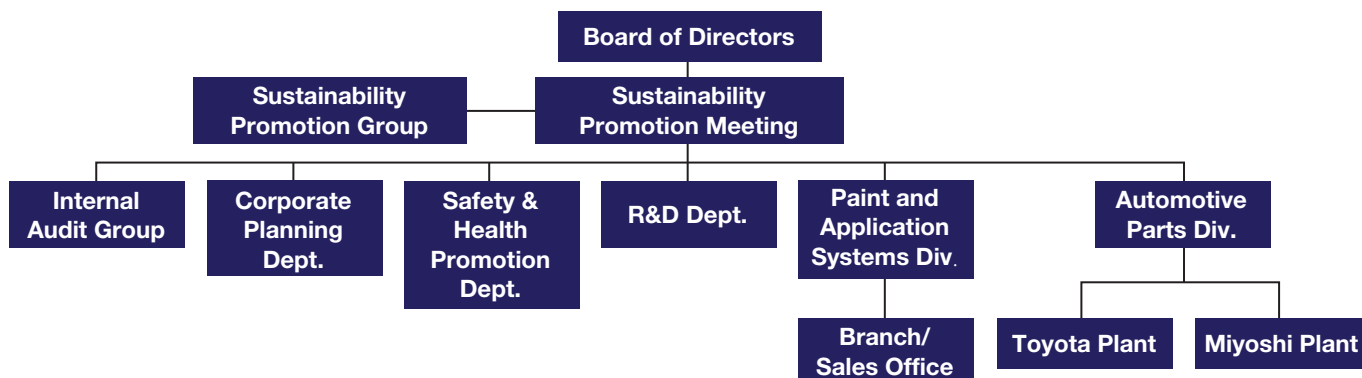 Board of Directors
Sustainability
Promotion Group
Sustainability
Promotion Meeting
Internal
Audit Group
Corporate
Planning
Dept.
Safety &
Health
Promotion
Dept.
R&D Dept.
Paint and
Application
Systems Div.
Automotive
Parts Div.
Branch/
Sales Office
Toyota Plant
Miyoshi Plant